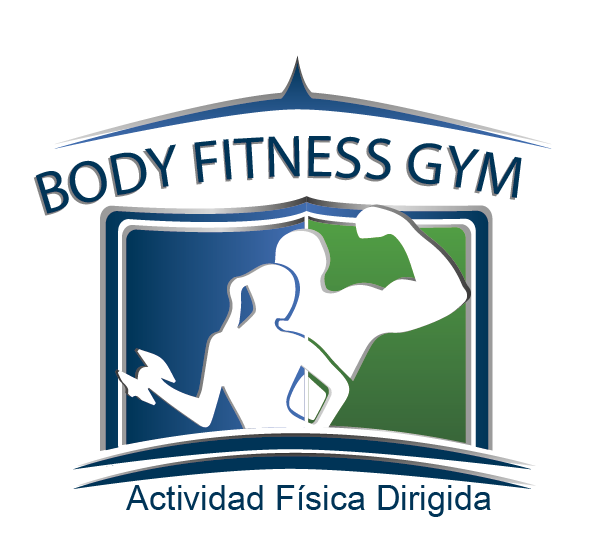 BODY FITNESS GYM
Actividad Física Dirigida